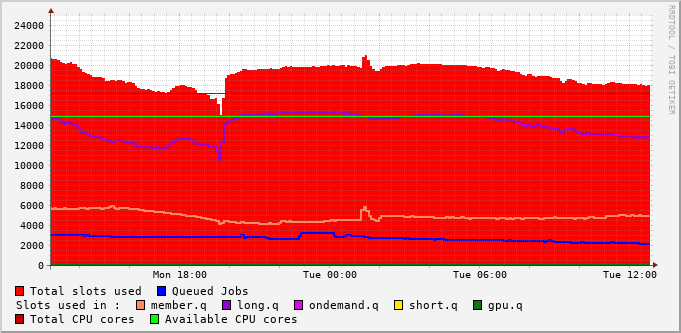 24000
22000
20000
18000
16000
14000
12000
10000
8000
6000
4000
2000
0
Mon 18:00 Tue 00:00 Tue 06:00 Tue 12:00
Total slots used Queued Jobs
Slots used in : member.q long.q ondemand.q short.q gpu.q
Total CPU cores Available CPU cores
RRDTOOL / TOBI OETIKER